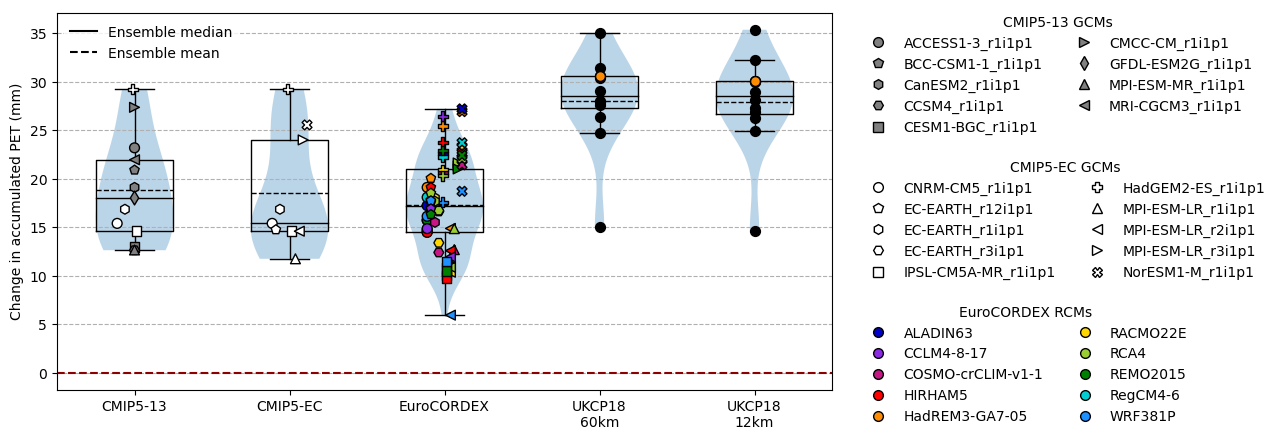 Change in accumulated PET (mm)
35
30
25
20
15
10
5
0
Ensemble median
Ensemble mean
CMIP5-13
CMIP5-EC
EuroCORDEX
UKCP18
60km
UKCP18
12km
CMIP5-13 GCMs
ACCESS1-3_r1i1p1
BCC-CSM1-1_r1i1p1
CanESM2_r1i1p1
CCSM4_r1i1p1
CESM1-BGC_r1i1p1
CMCC-CM_r1i1p1
GFDL-ESM2G_r1i1p1
MPI-ESM-MR_r1i1p1
MRI-CGCM3_r1i1p1
CMIP5-EC GCMs
CNRM-CM5_r1i1p1
EC-EARTH_r12i1p1
EC-EARTH_r1i1p1
EC-EARTH_r3i1p1
IPSL-CM5A-MR_r1i1p1
HadGEM2-ES_r1i1p1
MPI-ESM-LR_r1i1p1
MPI-ESM-LR_r2i1p1
MPI-ESM-LR_r3i1p1
NorESM1-M_r1i1p1
EuroCORDEX RCMs
ALADIN63
CCLM4-8-17
COSMO-crCLIM-v1-1
HIRHAM5
HadREM3-GA7-05
RACMO22E
RCA4
REMO2015
RegCM4-6
WRF381P